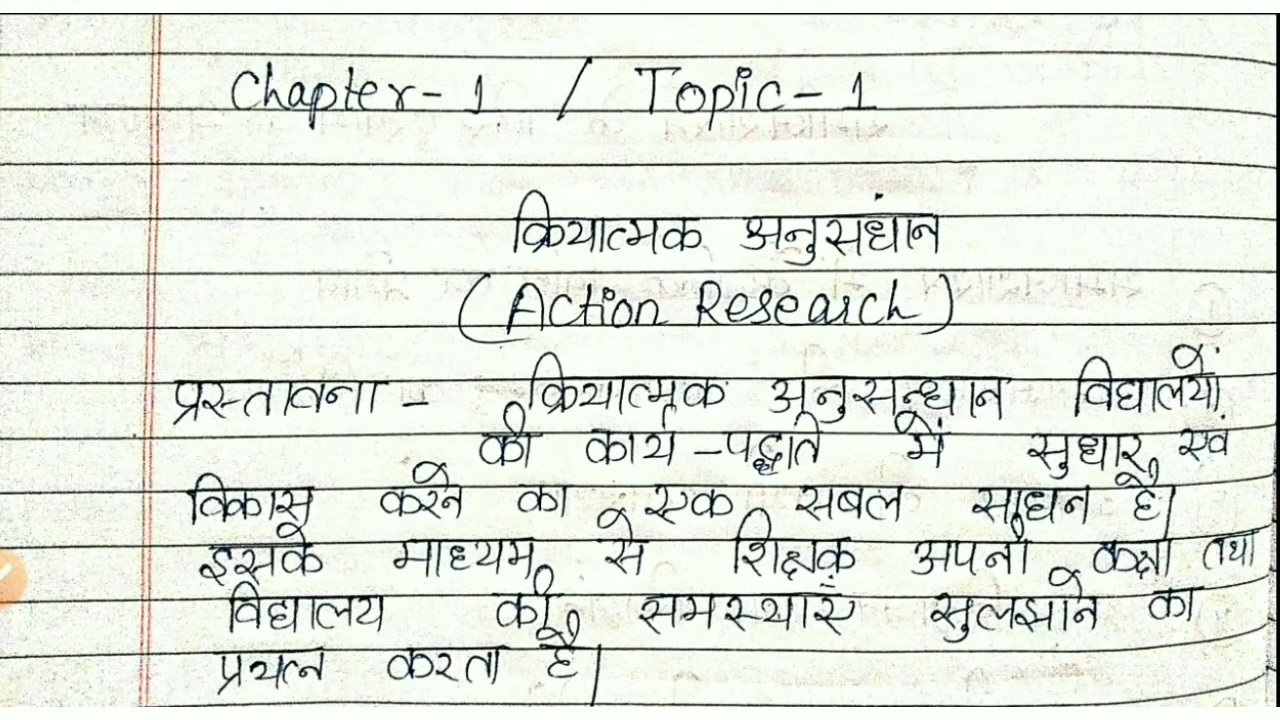 Chapter - 1 / Topic - 1
क्रियात्मक अनुसंधान
(Action Research)
प्रस्तावना - क्रियात्मक अनुसन्धान विद्यालयों
की कार्य - पद्धति में सुधार एवं
विकास करने का एक सबल साधन है।
इसके माध्यम से शिक्षक अपनी कक्षा तथा
विद्यालय की समस्याएं सुलझाने का
प्रयत्न करता है।